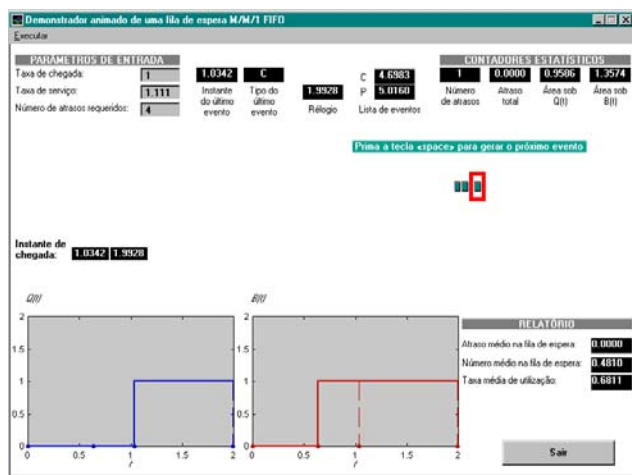 Demonstrador animado de uma fila de espera M/M/1 FIFO
Executar
PARÂMETROS DE ENTRADA
Taxa de chegada: 1
Taxa de serviço: 1.111
Número de atrasos requeridos: 4
1.0342
Instante do último evento
C
Tipo do último evento
1.9928
Rélogio
C 4.6983
P 5.0160
Lista de eventos
CONTADORES ESTATÍSTICOS
1 0.0000 0.9586 1.3574
Número de atrasos
Atraso total
Área sob Q(t)
Área sob B(t)
Prima a tecla <space> para gerar o próximo evento
Instante de chegada: 1.0342 1.9928
Q(t)
2
1.5
1
0.5
0
0 0.5 1 1.5 2
t
B(t)
2
1.5
1
0.5
0
0 0.5 1 1.5 2
t
RELATÓRIO
Atraso médio na fila de espera: 0.0000
Número médio na fila de espera: 0.4810
Taxa média de utilização: 0.6811
Sair